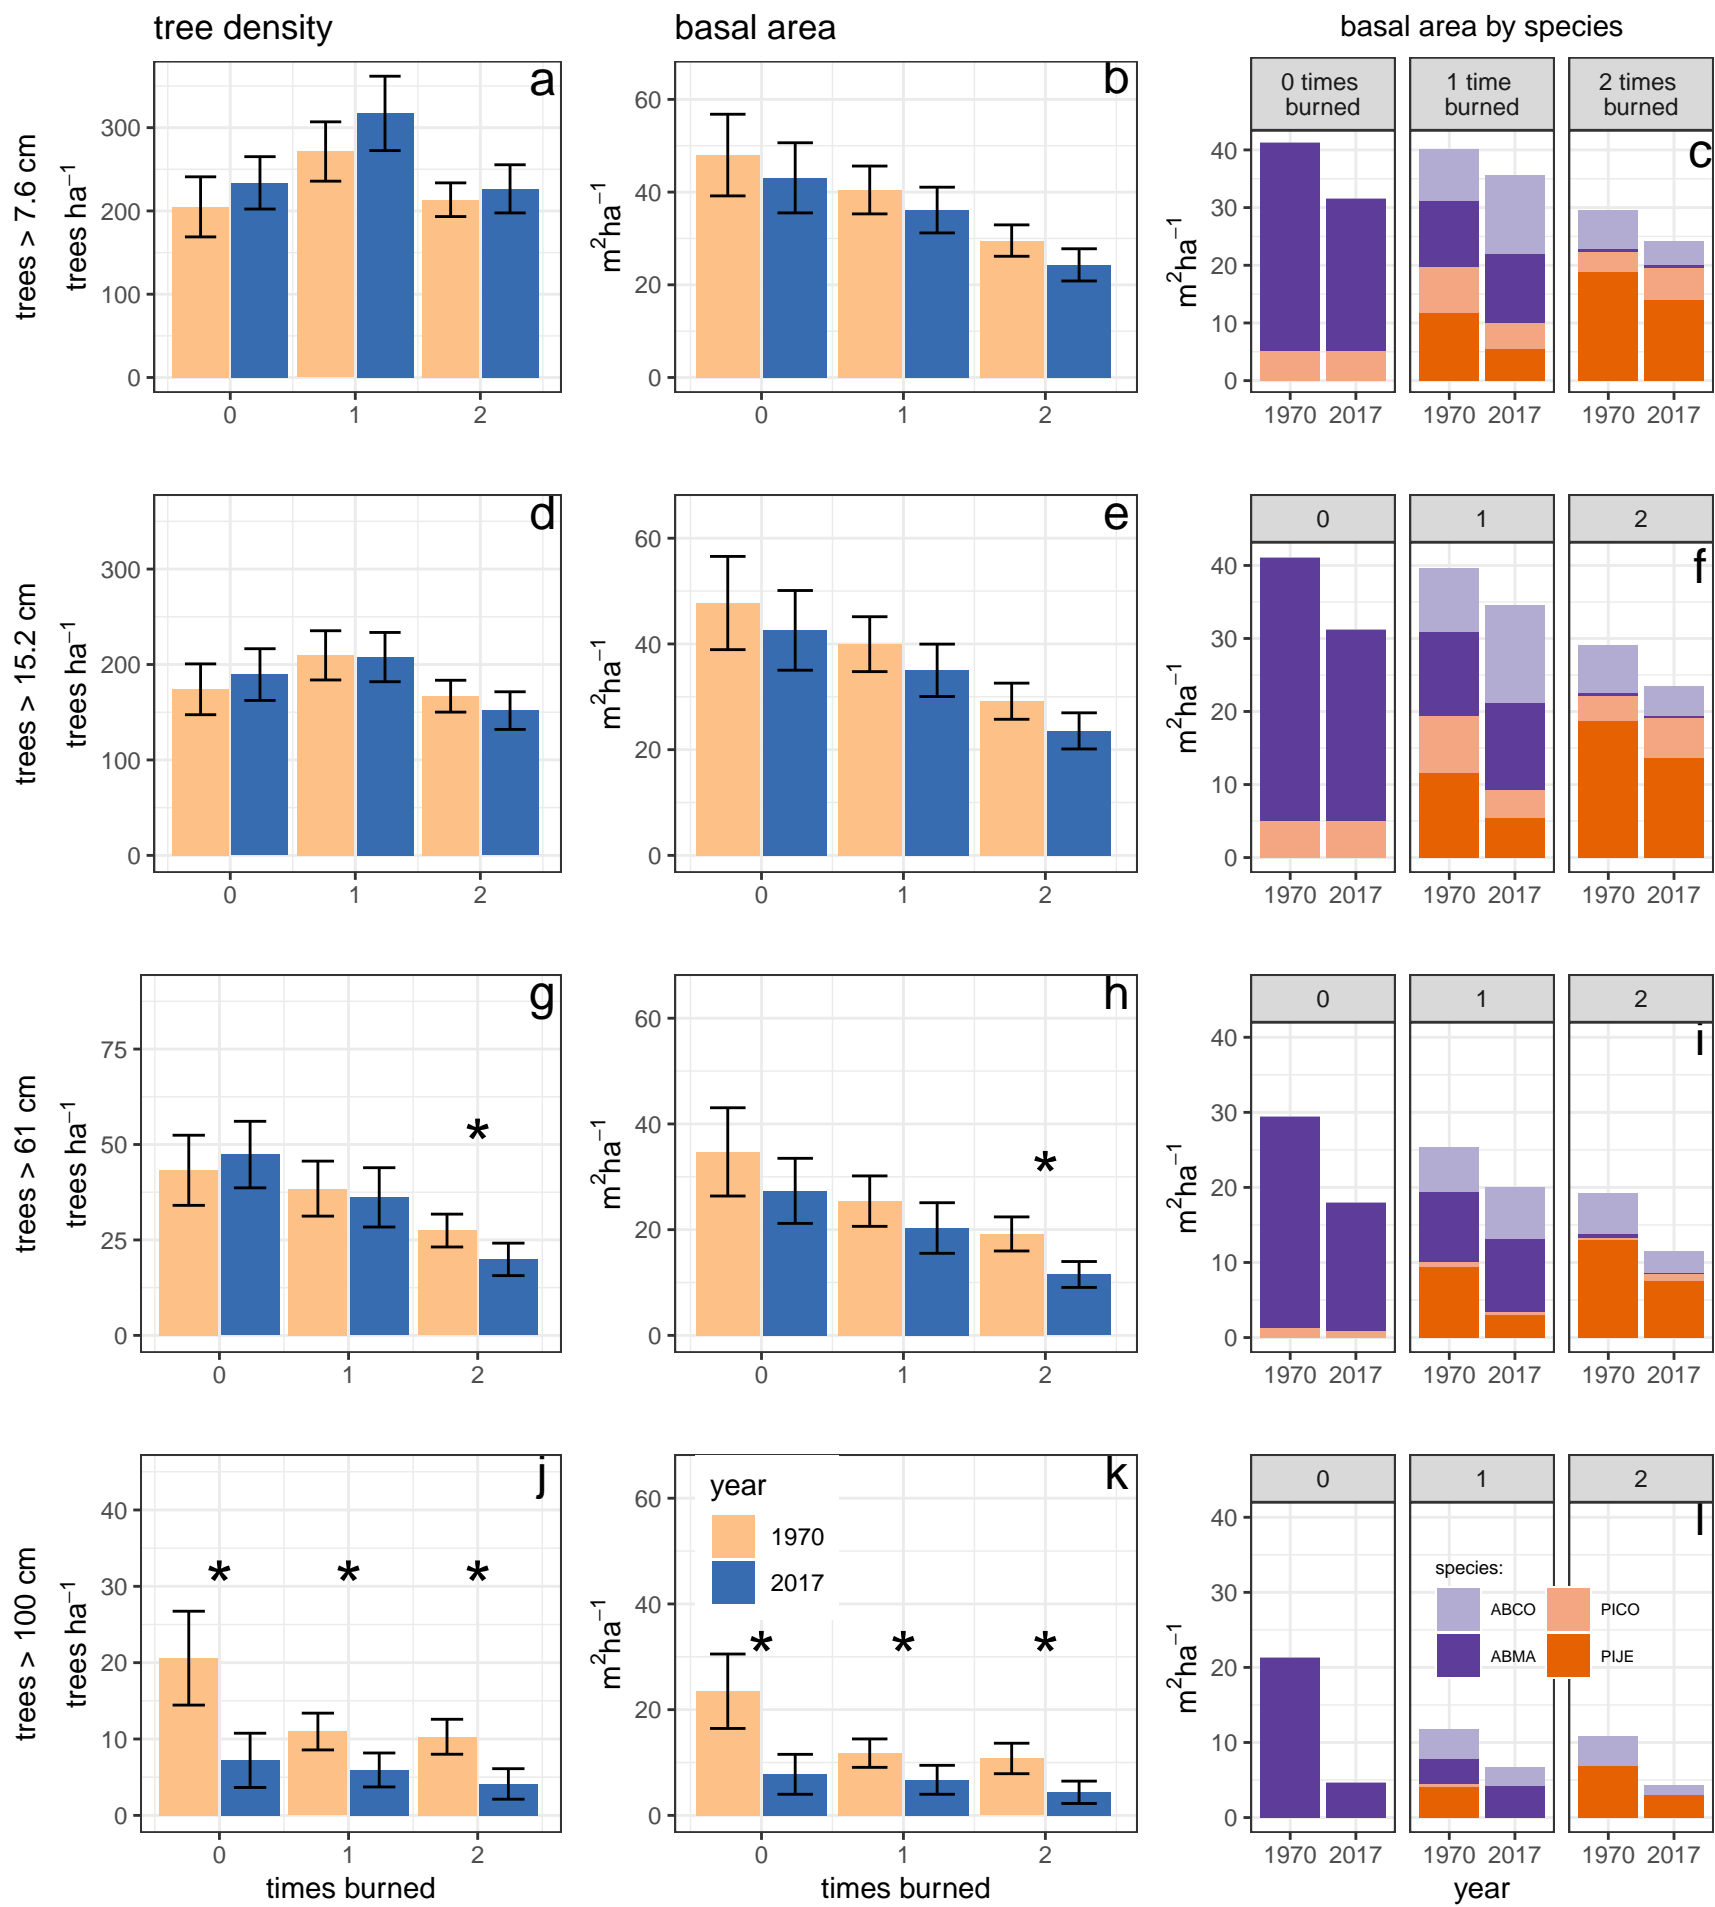 tree density
basal area
basal area by species
trees > 7.6 cm
trees ha⁻¹
300
200
100
0
a
0 1 2
m²ha⁻¹
60
40
20
0
b
0 1 2
m²ha⁻¹
40
30
20
10
0
0 times
burned
1 time
burned
2 times
burned
c
1970 2017 1970 2017 1970 2017
trees > 15.2 cm
trees ha⁻¹
300
200
100
0
d
0 1 2
m²ha⁻¹
60
40
20
0
e
0 1 2
m²ha⁻¹
40
30
20
10
0
0 1 2
f
1970 2017 1970 2017 1970 2017
trees > 61 cm
trees ha⁻¹
75
50
25
0
g
*
0 1 2
m²ha⁻¹
60
40
20
0
h
*
0 1 2
m²ha⁻¹
40
30
20
10
0
0 1 2
i
1970 2017 1970 2017 1970 2017
trees > 100 cm
trees ha⁻¹
40
30
20
10
0
j
* * *
0 1 2
times burned
m²ha⁻¹
60
40
20
0
k
year
1970
2017
* * *
0 1 2
times burned
m²ha⁻¹
40
30
20
10
0
0 1 2
l
species:
ABCO PICO
ABMA PIJE
1970 2017 1970 2017 1970 2017
year